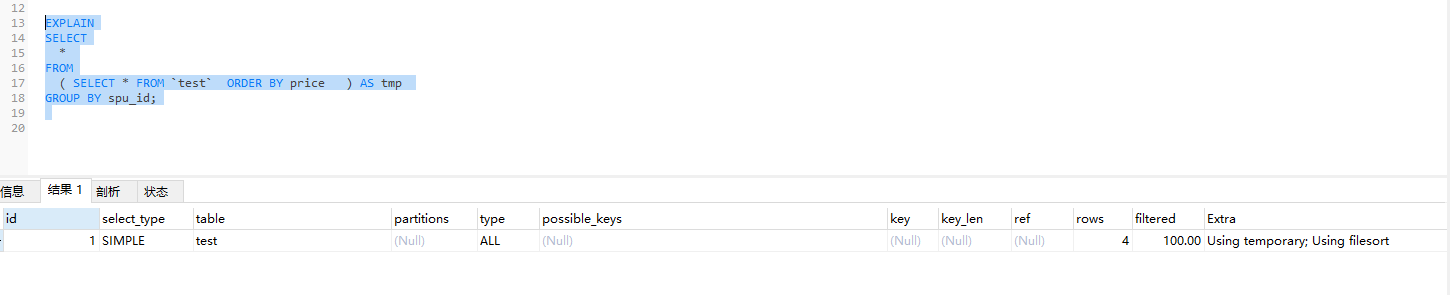 12
13 EXPLAIN
14 SELECT
15 *
16 FROM
17 ( SELECT * FROM `test` ORDER BY price ) AS tmp
18 GROUP BY spu_id;
19
20
信息 结果 1 剖析 状态
id select_type table partitions type possible_keys key key_len ref rows filtered Extra
1 SIMPLE test (Null) ALL (Null) (Null) (Null) (Null) 4 100.00 Using temporary; Using filesort